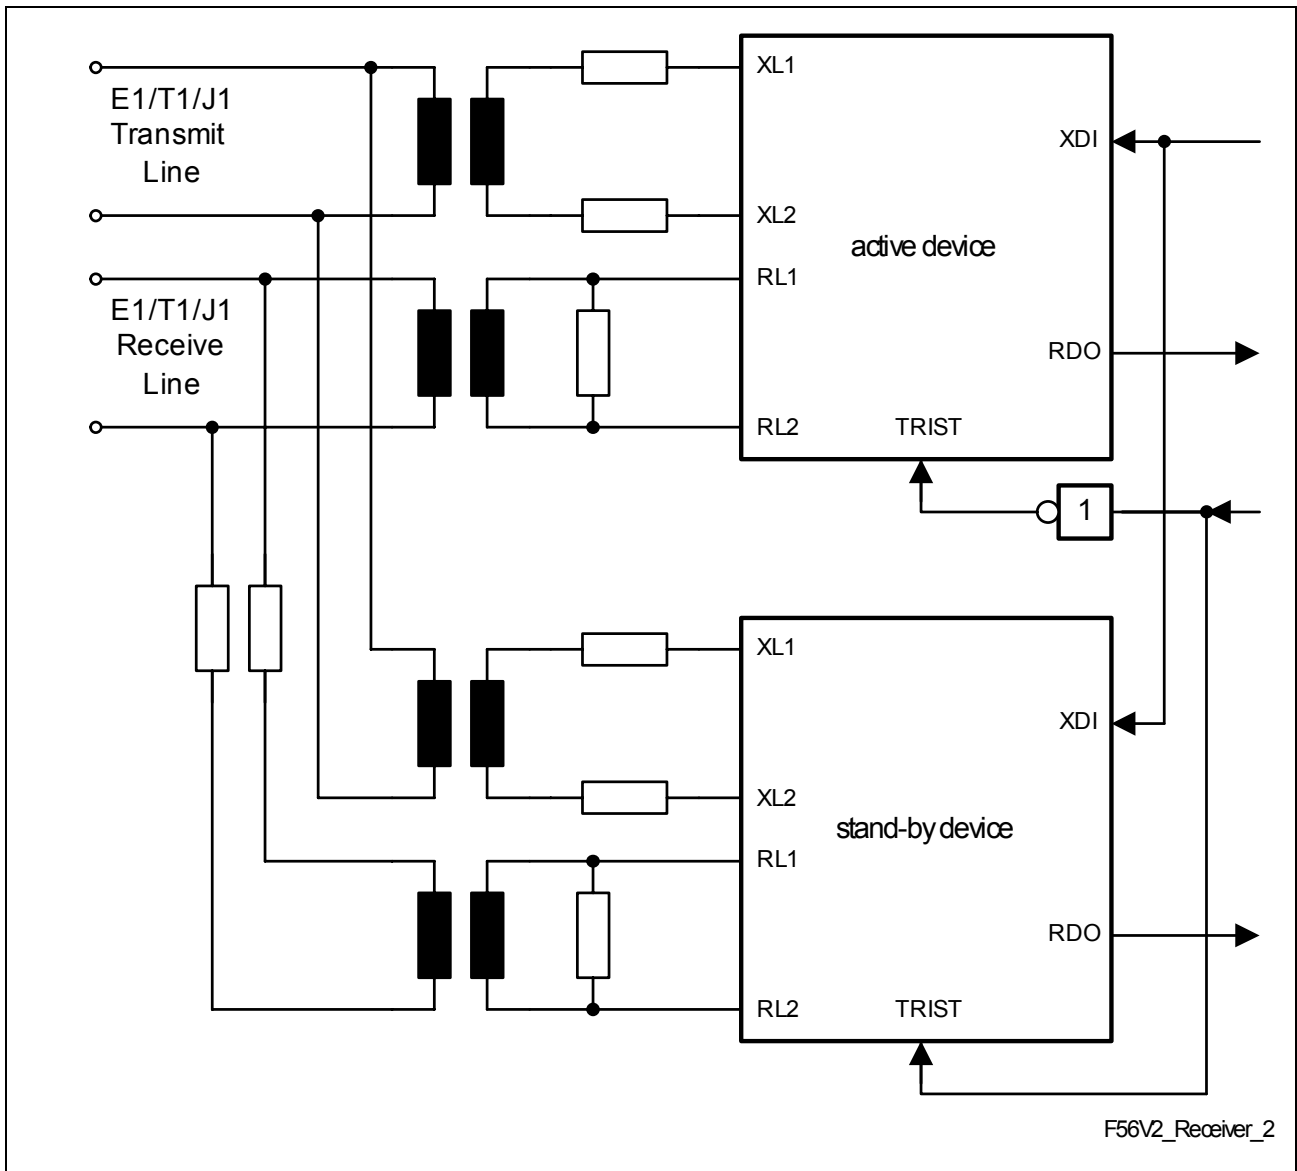 E1/T1/J1
Transmit
Line
E1/T1/J1
Receive
Line
XL1
XDI
XL2
active device
RL1
RDO
RL2
TRIST
1
XL1
XDI
XL2
stand-by device
RL1
RDO
RL2
TRIST
F56V2_Receiver_2